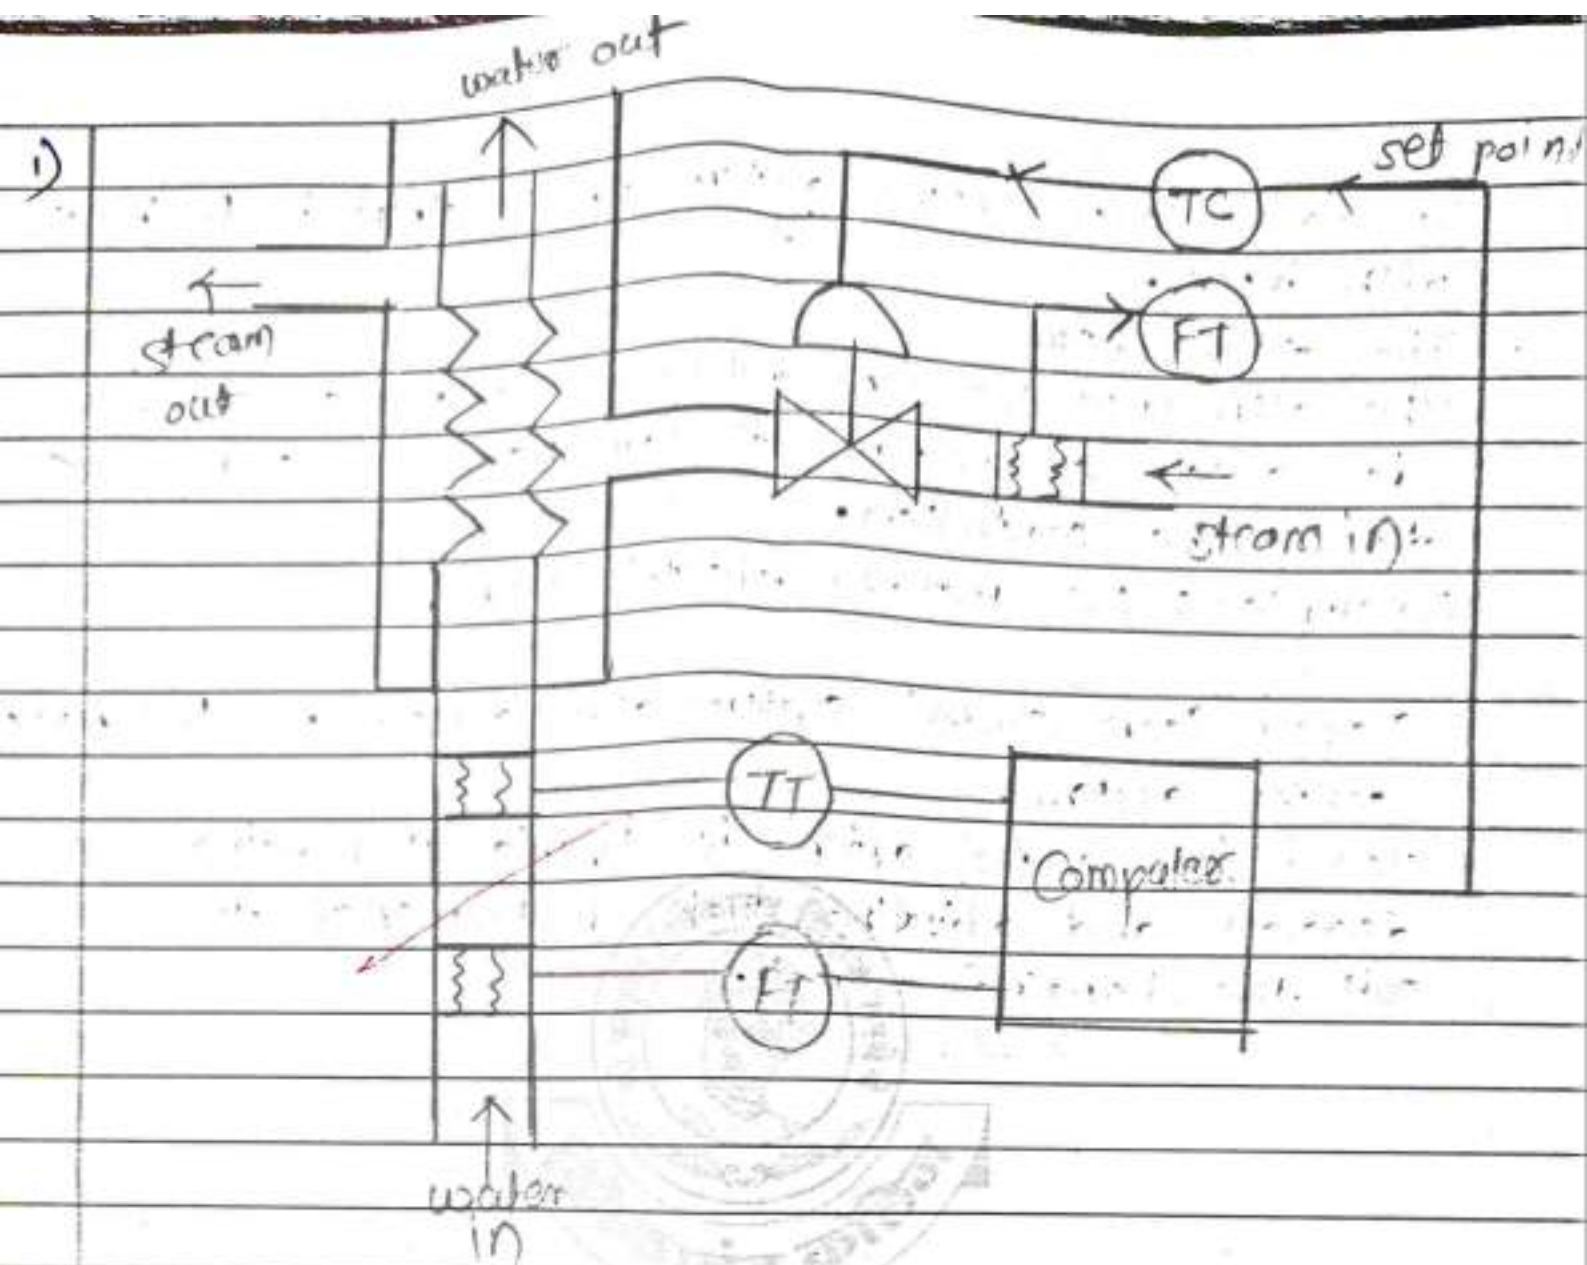 water out
1)
set point
TC
steam
out
FT
steam in
TT
Computer
FT
water
in